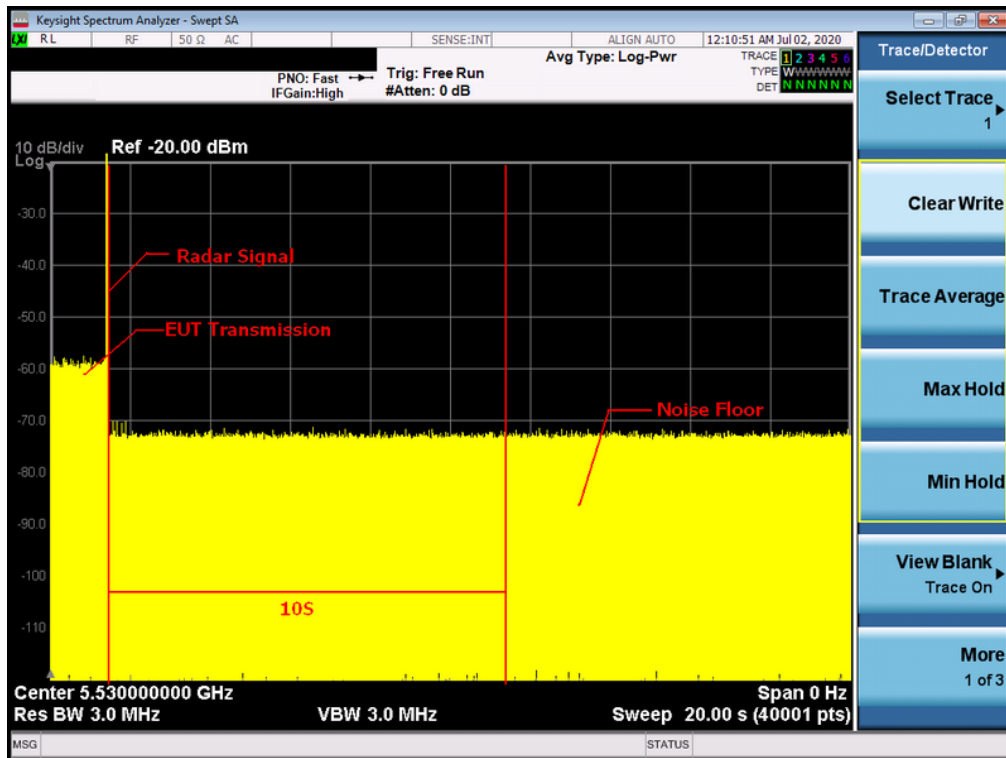 Keysight Spectrum Analyzer - Swept SA
LXI RL RF 50 Ω AC SENSE:INT ALIGN AUTO 12:10:51 AM Jul 02, 2020
Avg Type: Log-Pwr
TRACE 1 2 3 4 5 6
PNO: Fast Trig: Free Run
TYPE WWWWWW
IFGain:High #Atten: 0 dB
DET N N N N N N
10 dB/div Ref -20.00 dBm
Log
-30.0
-40.0
-50.0
-60.0
-70.0
-80.0
-90.0
-100
-110
Radar Signal
EUT Transmission
Noise Floor
10S
Center 5.530000000 GHz Span 0 Hz
Res BW 3.0 MHz VBW 3.0 MHz Sweep 20.00 s (40001 pts)
MSG STATUS
Trace/Detector
Select Trace
1
Clear Write
Trace Average
Max Hold
Min Hold
View Blank
Trace On
More
1 of 3